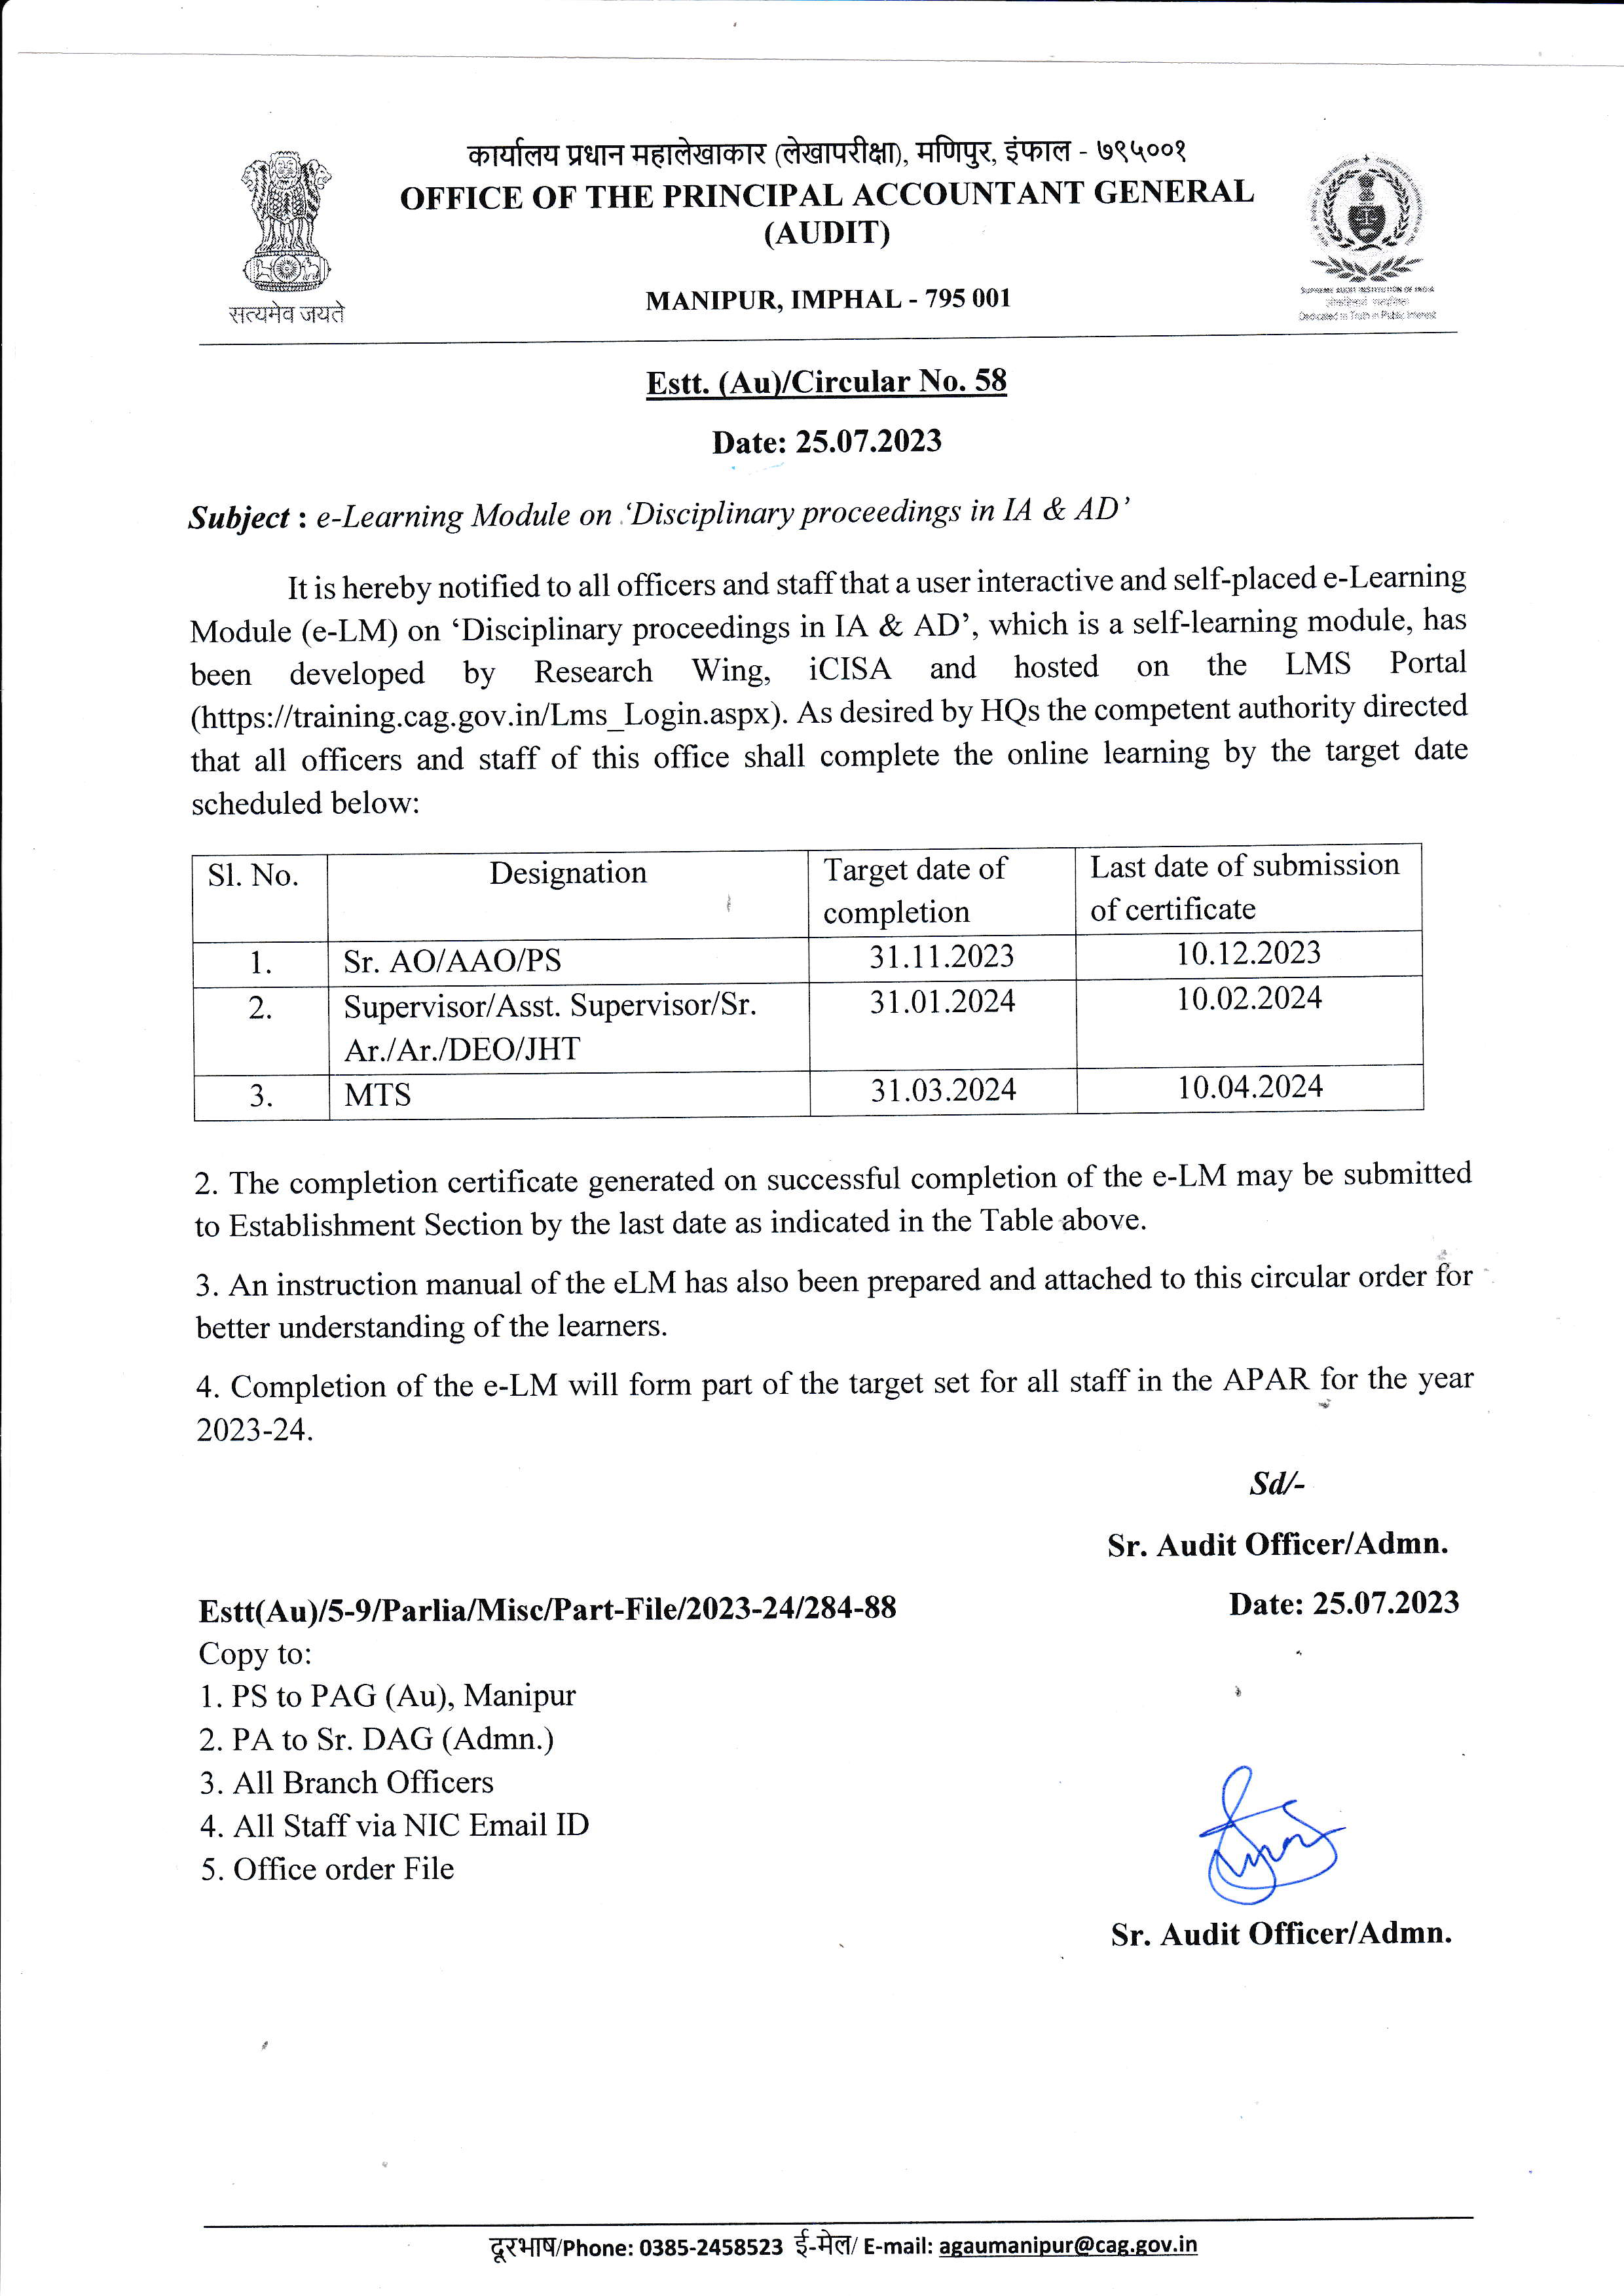 कार्यालय प्रधान महालेखाकार (लेखापरीक्षा), मणिपुर, इंफाल - ७९५००१
OFFICE OF THE PRINCIPAL ACCOUNTANT GENERAL
(AUDIT)
MANIPUR, IMPHAL - 795 001
सत्यमेव जयते
SUPREME AUDIT INSTITUTION OF INDIA
Dedicated to Truth in Public Interest
Estt. (Au)/Circular No. 58
Date: 25.07.2023
Subject : e-Learning Module on ‘Disciplinary proceedings in IA & AD’
It is hereby notified to all officers and staff that a user interactive and self-placed e-Learning
Module (e-LM) on ‘Disciplinary proceedings in IA & AD’, which is a self-learning module, has
been developed by Research Wing, iCISA and hosted on the LMS Portal
(https://training.cag.gov.in/Lms_Login.aspx). As desired by HQs the competent authority directed
that all officers and staff of this office shall complete the online learning by the target date
scheduled below:
Sl. No. Designation Target date of completion Last date of submission of certificate
1. Sr. AO/AAO/PS 31.11.2023 10.12.2023
2. Supervisor/Asst. Supervisor/Sr. Ar./Ar./DEO/JHT 31.01.2024 10.02.2024
3. MTS 31.03.2024 10.04.2024
2. The completion certificate generated on successful completion of the e-LM may be submitted
to Establishment Section by the last date as indicated in the Table above.
3. An instruction manual of the eLM has also been prepared and attached to this circular order for
better understanding of the learners.
4. Completion of the e-LM will form part of the target set for all staff in the APAR for the year
2023-24.
Sd/-
Sr. Audit Officer/Admn.
Estt(Au)/5-9/Parlia/Misc/Part-File/2023-24/284-88 Date: 25.07.2023
Copy to:
1. PS to PAG (Au), Manipur
2. PA to Sr. DAG (Admn.)
3. All Branch Officers
4. All Staff via NIC Email ID
5. Office order File
Sr. Audit Officer/Admn.
दूरभाष/Phone: 0385-2458523 ई-मेल/ E-mail: agaumanipur@cag.gov.in